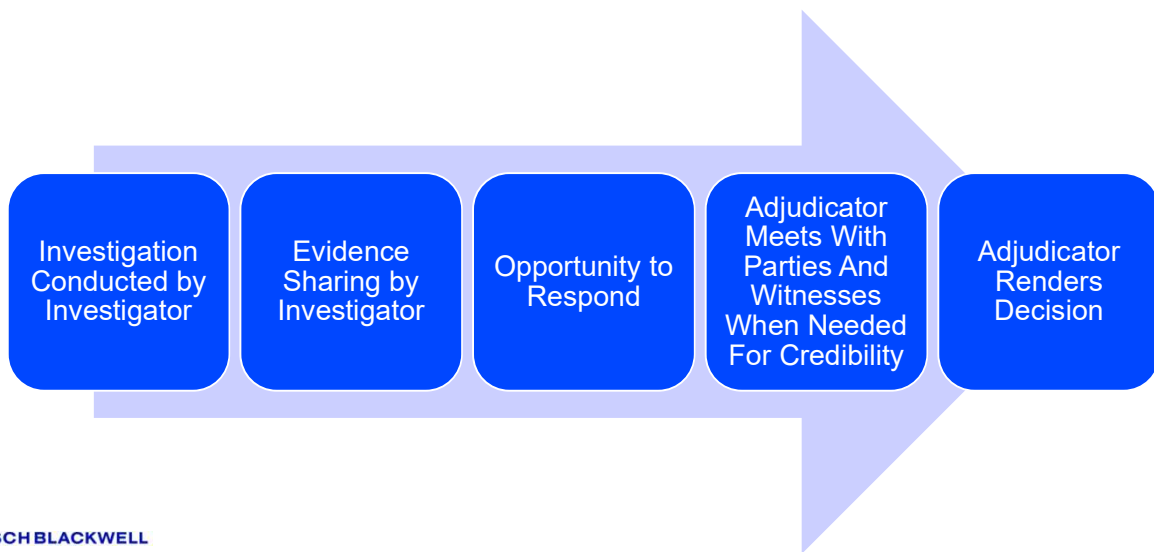 Investigation
Conducted by
Investigator
Evidence
Sharing by
Investigator
Opportunity to
Respond
Adjudicator
Meets With
Parties And
Witnesses
When Needed
For Credibility
Adjudicator
Renders
Decision
SCH BLACKWELL